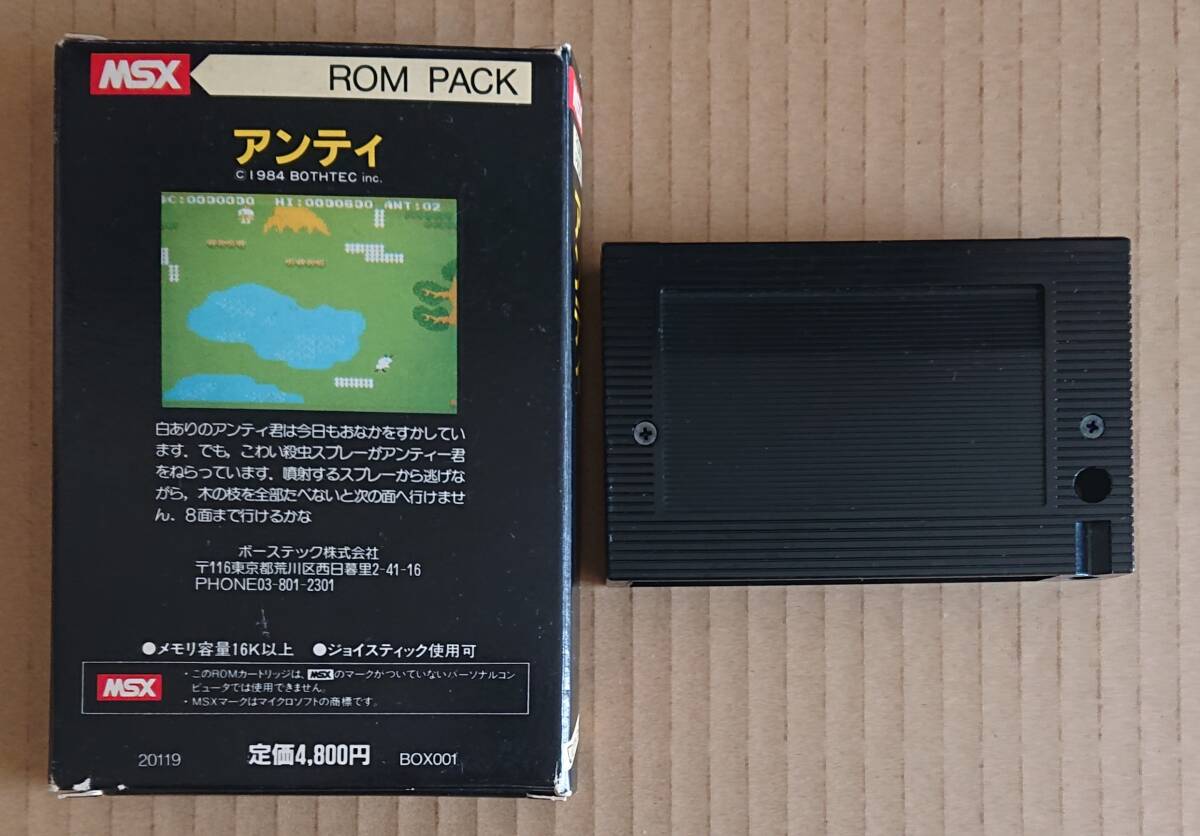 MSX ROM PACK
アンティ
©1984 BOTHTEC inc.
C:0000000 HI:0000600 ANT:02
白ありのアンティ君は今日もおなかをすかしてい
ます。でも，こわい殺虫スプレーがアンティー君
をねらっています。噴射するスプレーから逃げな
がら，木の枝を全部たべないと次の面へ行けませ
ん。8面まで行けるかな
ボーステック株式会社
〒116東京都荒川区西日暮里2-41-16
PHONE03-801-2301
●メモリ容量16K以上 ●ジョイスティック使用可
MSX
・このROMカートリッジは、MSXのマークがついていないパーソナルコン
ピュータでは使用できません。
・MSXマークはマイクロソフトの商標です。
20119 定価4,800円 BOX001